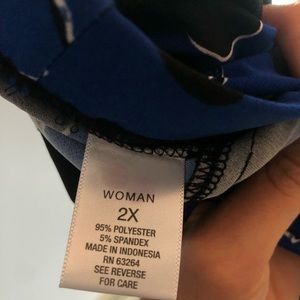 WOMAN
2X
95% POLYESTER
5% SPANDEX
MADE IN INDONESIA
RN 63264
SEE REVERSE
FOR CARE